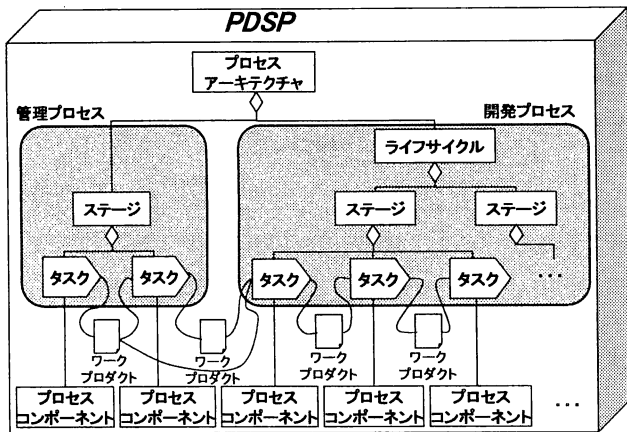 PDSP
プロセス
アーキテクチャ
管理プロセス
開発プロセス
ライフサイクル
ステージ
ステージ
ステージ
タスク
タスク
タスク
タスク
タスク
...
ワーク
プロダクト
ワーク
プロダクト
ワーク
プロダクト
ワーク
プロダクト
プロセス
コンポーネント
プロセス
コンポーネント
プロセス
コンポーネント
プロセス
コンポーネント
プロセス
コンポーネント
...